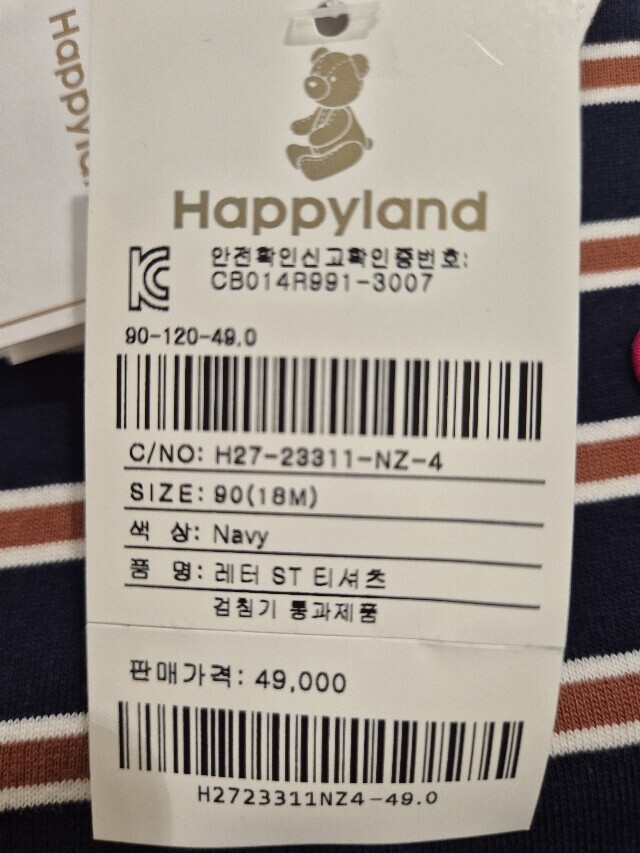 Happyla
Happyland
안전확인신고확인증번호:
CB014R991-3007
90-120-49.0
C/NO: H27-23311-NZ-4
SIZE: 90(18M)
색 상: Navy
품 명: 레터 ST 티셔츠
검침기 통과제품
판매가격: 49,000
H2723311NZ4-49.0